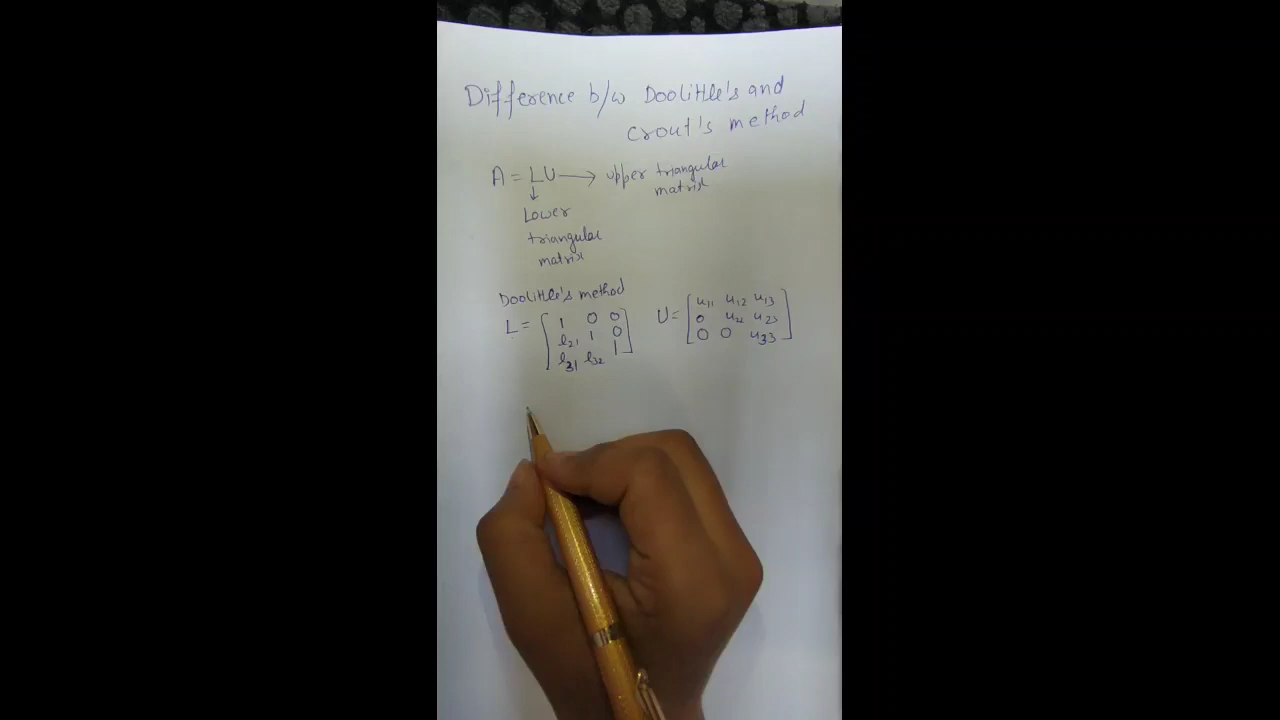 Difference b/w Doolittle's and
Crout's method
A = LU → upper triangular
matrix
↓
Lower
triangular
matrix
Doolittle's method
L = [ 1 0 0
l21 1 0
l31 l32 1 ]
U = [ u11 u12 u13
0 u22 u23
0 0 u33 ]